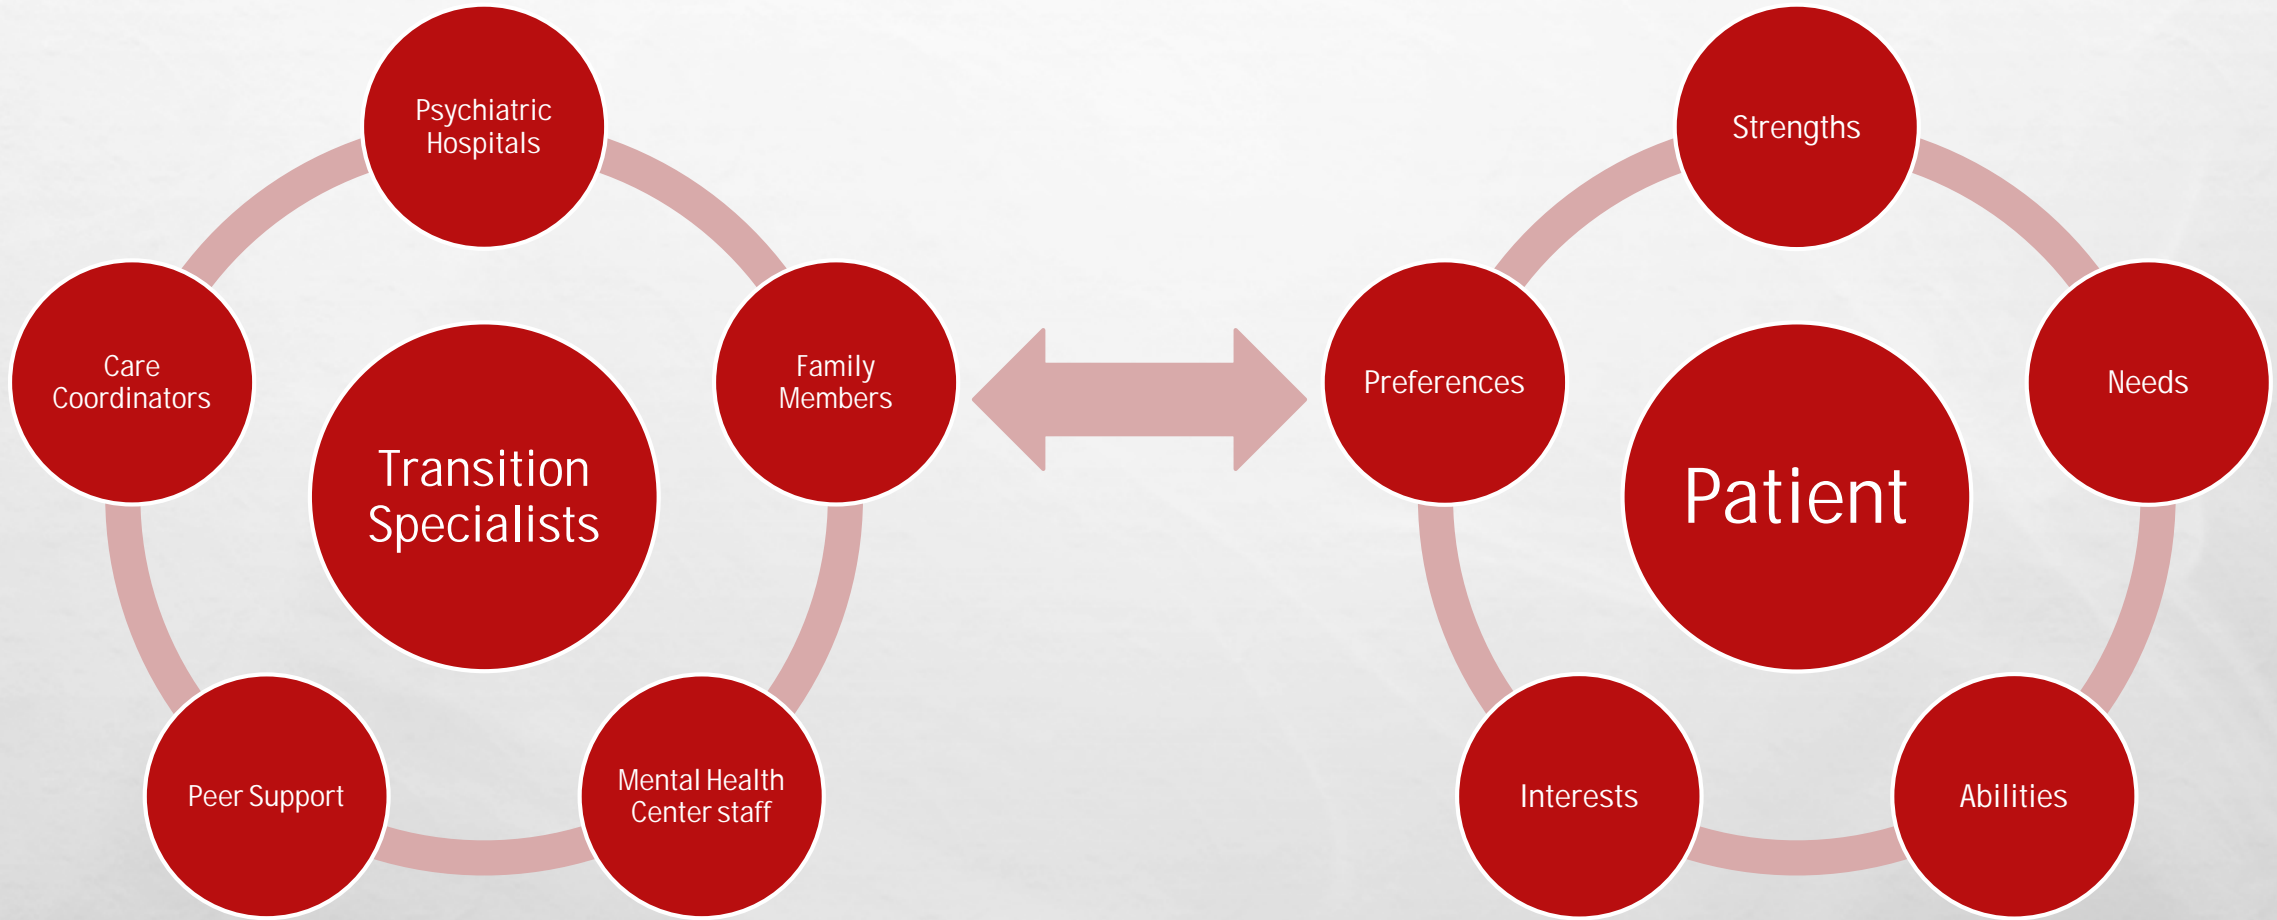 Psychiatric
Hospitals
Care
Coordinators
Family
Members
Transition
Specialists
Peer Support
Mental Health
Center staff
Strengths
Preferences
Needs
Patient
Interests
Abilities